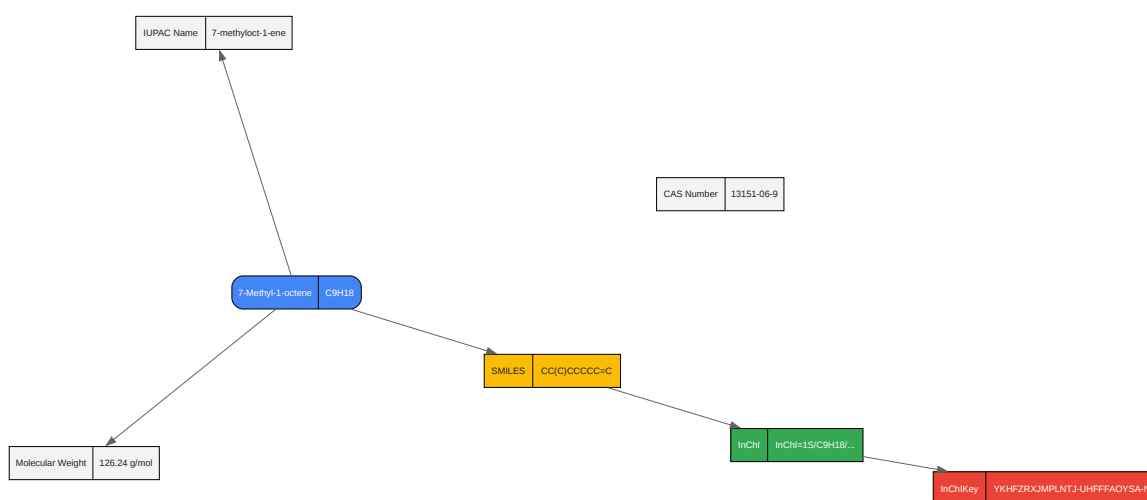 IUPAC Name 7-methyloct-1-ene
CAS Number 13151-06-9
7-Methyl-1-octene C9H18
SMILES CC(C)CCCCC=C
InChI InChI=1S/C9H18/...
Molecular Weight 126.24 g/mol
InChIKey YKHFZRXJMPLNTJ-UHFFFAOYSA-